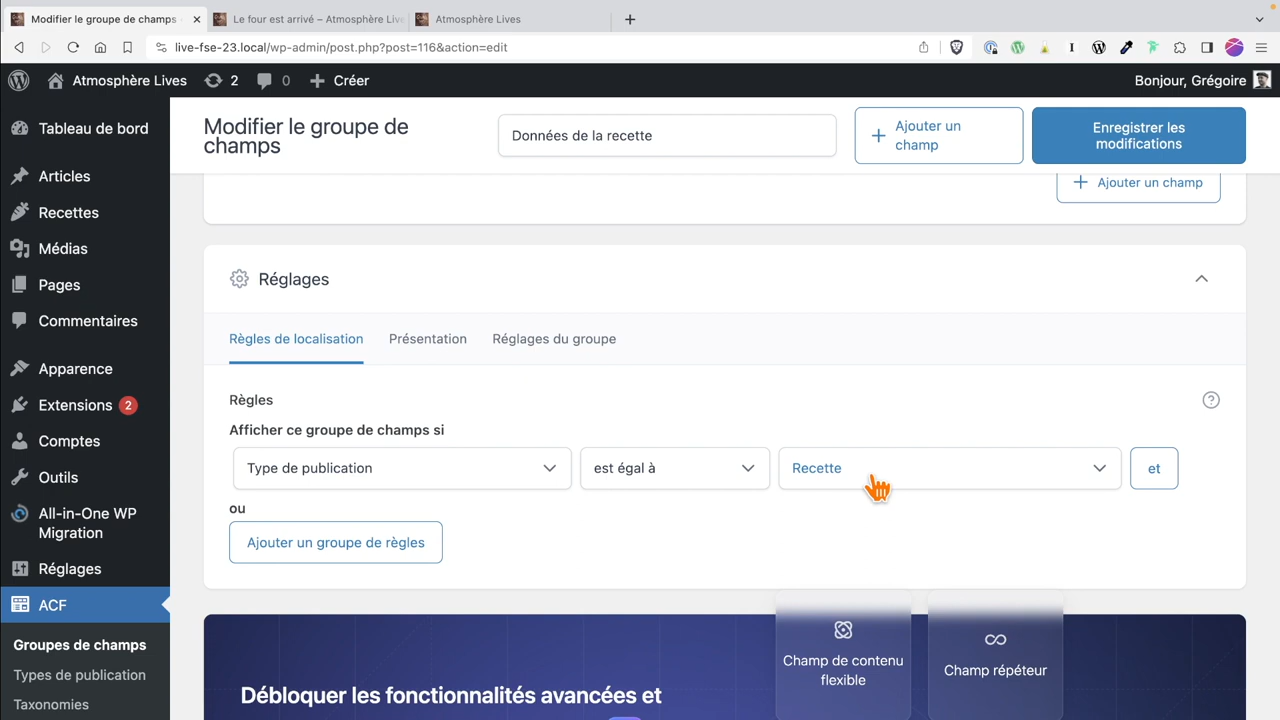 Modifier le groupe de champs
Le four est arrivé – Atmosphère Live
Atmosphère Lives
live-fse-23.local/wp-admin/post.php?post=116&action=edit
Atmosphère Lives
2
0
Créer
Bonjour, Grégoire
Tableau de bord
Articles
Recettes
Médias
Pages
Commentaires
Apparence
Extensions 2
Comptes
Outils
All-in-One WP
Migration
Réglages
ACF
Groupes de champs
Types de publication
Taxonomies
Modifier le groupe de
champs
Données de la recette
Ajouter un
champ
Enregistrer les
modifications
Ajouter un champ
Réglages
Règles de localisation
Présentation
Réglages du groupe
Règles
Afficher ce groupe de champs si
Type de publication
est égal à
Recette
et
ou
Ajouter un groupe de règles
Champ de contenu
flexible
Champ répéteur
Débloquer les fonctionnalités avancées et